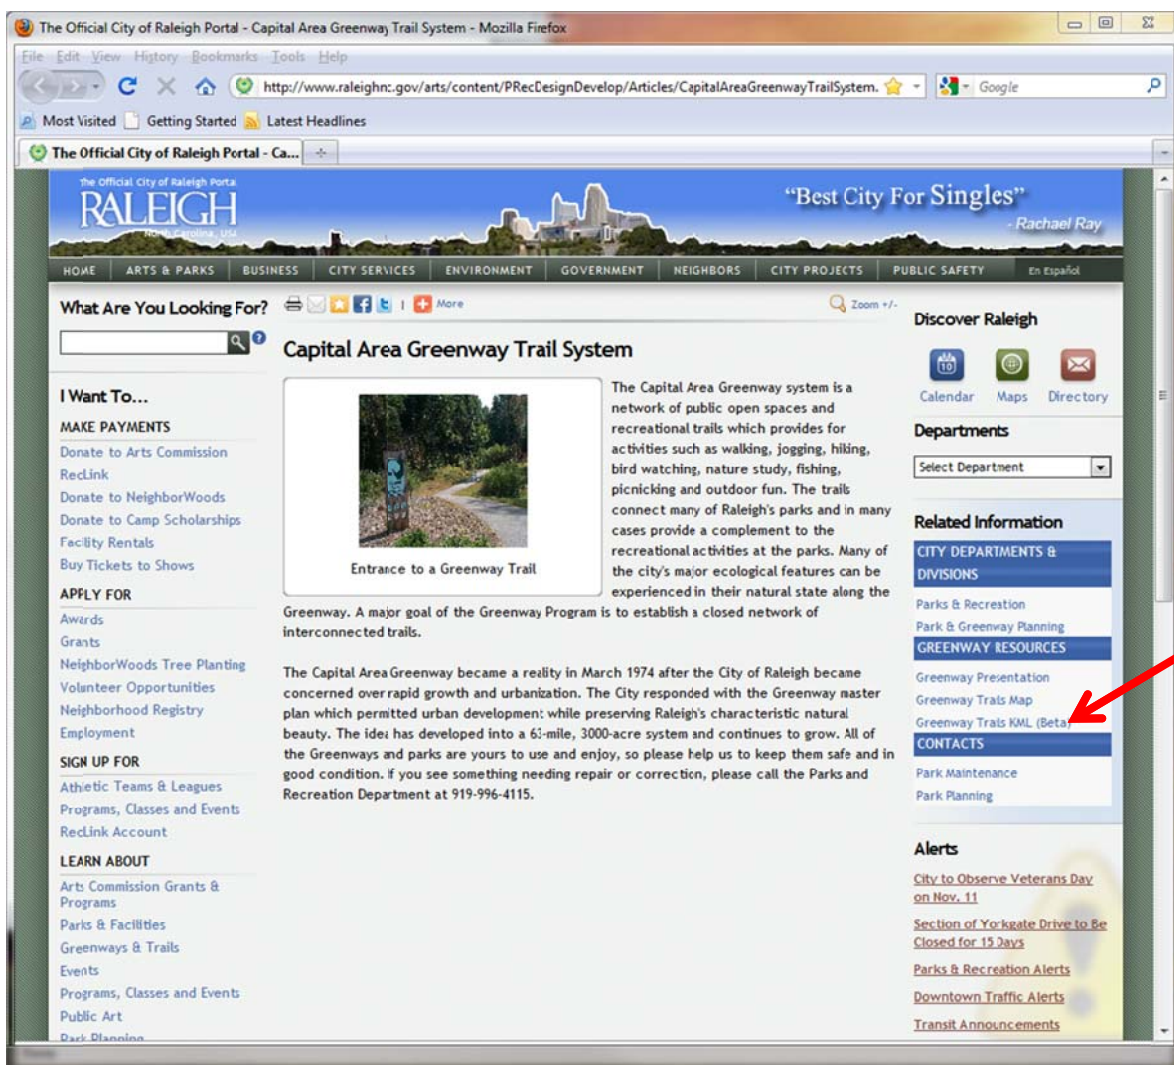 The Official City of Raleigh Portal - Capital Area Greenway Trail System - Mozilla Firefox
File Edit View History Bookmarks Tools Help
http://www.raleighnc.gov/arts/content/PRecDesignDevelop/Articles/CapitalAreaGreenwayTrailSystem.
Google
Most Visited Getting Started Latest Headlines
The Official City of Raleigh Portal - Ca...
The Official City of Raleigh Portal
RALEIGH
North Carolina, USA
“Best City For Singles”
- Rachael Ray
HOME ARTS & PARKS BUSINESS CITY SERVICES ENVIRONMENT GOVERNMENT NEIGHBORS CITY PROJECTS PUBLIC SAFETY En Español
What Are You Looking For?
I Want To...
MAKE PAYMENTS
Donate to Arts Commission
RecLink
Donate to NeighborWoods
Donate to Camp Scholarships
Facility Rentals
Buy Tickets to Shows
APPLY FOR
Awards
Grants
NeighborWoods Tree Planting
Volunteer Opportunities
Neighborhood Registry
Employment
SIGN UP FOR
Athletic Teams & Leagues
Programs, Classes and Events
RecLink Account
LEARN ABOUT
Arts Commission Grants &
Programs
Parks & Facilities
Greenways & Trails
Events
Programs, Classes and Events
Public Art
Park Planning
More
Zoom +/-
Capital Area Greenway Trail System
Entrance to a Greenway Trail
The Capital Area Greenway system is a
network of public open spaces and
recreational trails which provides for
activities such as walking, jogging, hiking,
bird watching, nature study, fishing,
picnicking and outdoor fun. The trails
connect many of Raleigh's parks and in many
cases provide a complement to the
recreational activities at the parks. Many of
the city's major ecological features can be
experienced in their natural state along the
Greenway. A major goal of the Greenway Program is to establish a closed network of
interconnected trails.
The Capital Area Greenway became a reality in March 1974 after the City of Raleigh became
concerned over rapid growth and urbanization. The City responded with the Greenway master
plan which permitted urban development while preserving Raleigh's characteristic natural
beauty. The idea has developed into a 63-mile, 3000-acre system and continues to grow. All of
the Greenways and parks are yours to use and enjoy, so please help us to keep them safe and in
good condition. If you see something needing repair or correction, please call the Parks and
Recreation Department at 919-996-4115.
Discover Raleigh
10
Calendar Maps Directory
Departments
Select Department
Related Information
CITY DEPARTMENTS &
DIVISIONS
Parks & Recreation
Park & Greenway Planning
GREENWAY RESOURCES
Greenway Presentation
Greenway Trails Map
Greenway Trails KML (Beta)
CONTACTS
Park Maintenance
Park Planning
Alerts
City to Observe Veterans Day
on Nov. 11
Section of Yorkgate Drive to Be
Closed for 15 Days
Parks & Recreation Alerts
Downtown Traffic Alerts
Transit Announcements